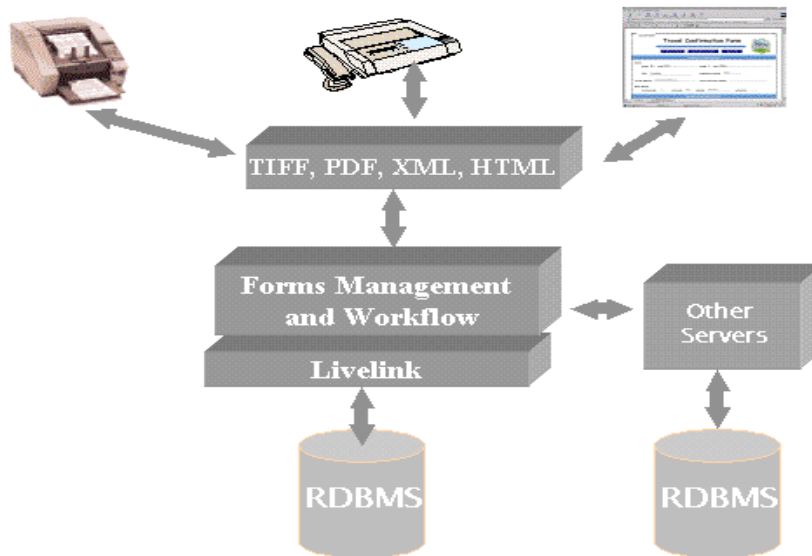 Travel Confirmation Form
TIFF, PDF, XML, HTML
Forms Management
and Workflow
Livelink
Other
Servers
RDBMS
RDBMS